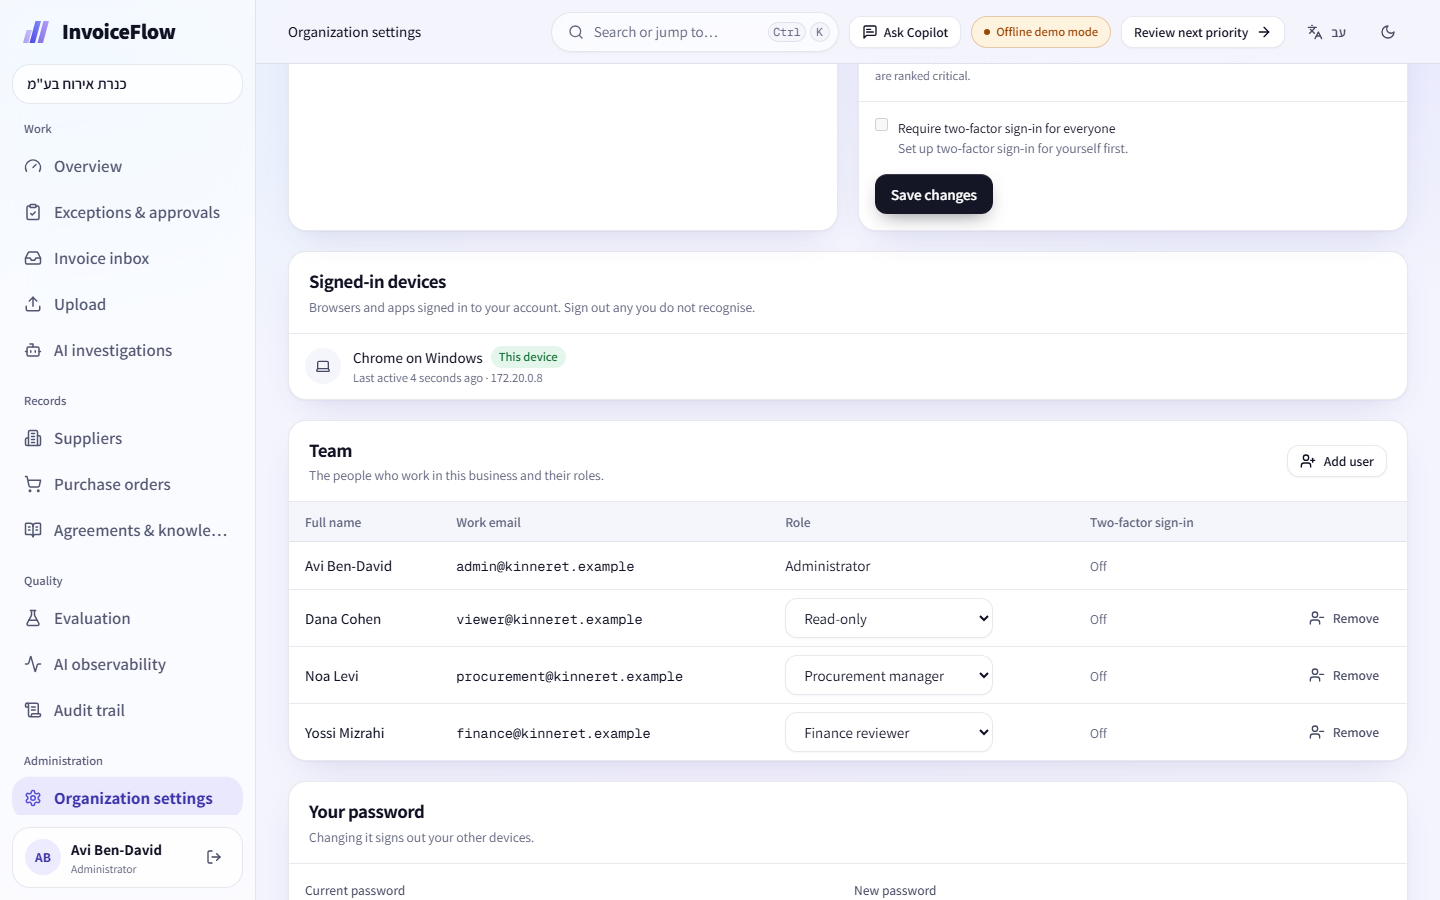 InvoiceFlow
כנרת אירוח בע"מ
Work
Overview
Exceptions & approvals
Invoice inbox
Upload
AI investigations
Records
Suppliers
Purchase orders
Agreements & knowle...
Quality
Evaluation
AI observability
Audit trail
Administration
Organization settings
AB
Avi Ben-David
Administrator
Organization settings
Search or jump to...
Ctrl K
Ask Copilot
Offline demo mode
Review next priority
עב
are ranked critical.
Require two-factor sign-in for everyone
Set up two-factor sign-in for yourself first.
Save changes
Signed-in devices
Browsers and apps signed in to your account. Sign out any you do not recognise.
Chrome on Windows This device
Last active 4 seconds ago · 172.20.0.8
Team
The people who work in this business and their roles.
Add user
Full name Work email Role Two-factor sign-in
Avi Ben-David admin@kinneret.example Administrator Off
Dana Cohen viewer@kinneret.example Read-only Off Remove
Noa Levi procurement@kinneret.example Procurement manager Off Remove
Yossi Mizrahi finance@kinneret.example Finance reviewer Off Remove
Your password
Changing it signs out your other devices.
Current password New password